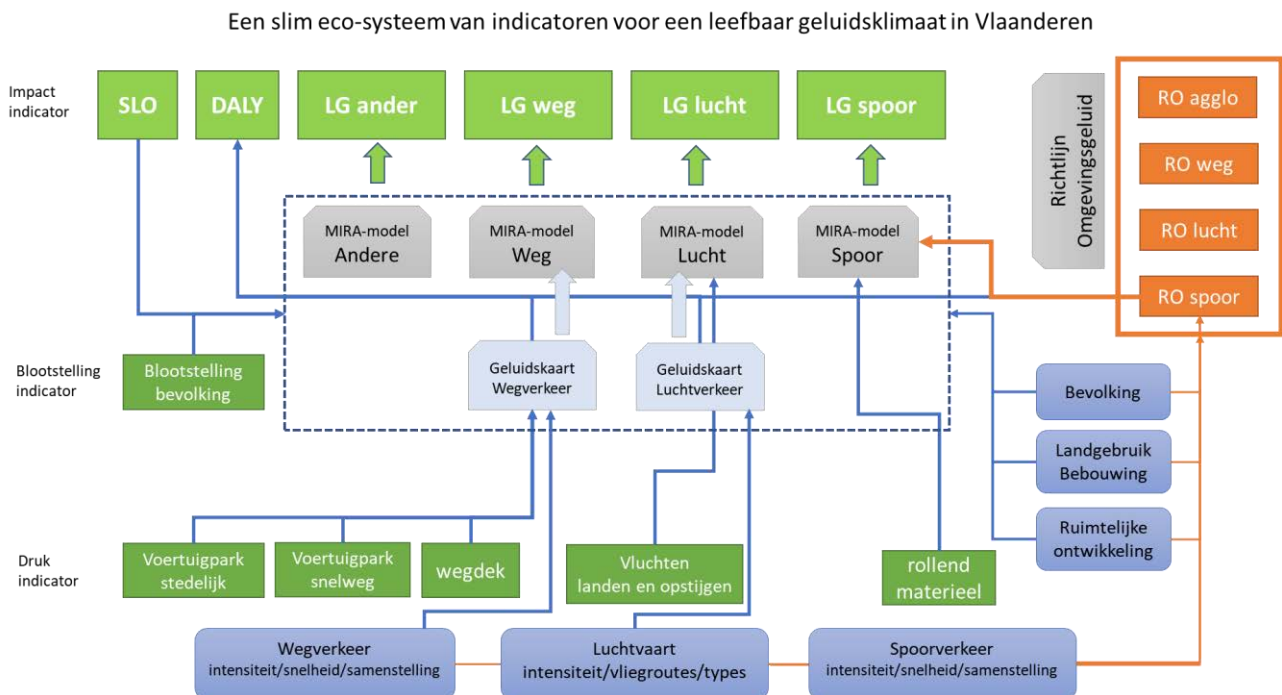 Een slim eco-systeem van indicatoren voor een leefbaar geluidsklimaat in Vlaanderen
Impact
indicator
SLO
DALY
LG ander
LG weg
LG lucht
LG spoor
Richtlijn
Omgevingsgeluid
RO agglo
RO weg
RO lucht
RO spoor
MIRA-model
Andere
MIRA-model
Weg
MIRA-model
Lucht
MIRA-model
Spoor
Blootstelling
indicator
Blootstelling
bevolking
Geluidskaart
Wegverkeer
Geluidskaart
Luchtverkeer
Bevolking
Landgebruik
Bebouwing
Ruimtelijke
ontwikkeling
Druk
indicator
Voertuigpark
stedelijk
Voertuigpark
snelweg
wegdek
Vluchten
landen en opstijgen
rollend
materieel
Wegverkeer
intensiteit/snelheid/samenstelling
Luchtvaart
intensiteit/vliegroutes/types
Spoorverkeer
intensiteit/snelheid/samenstelling